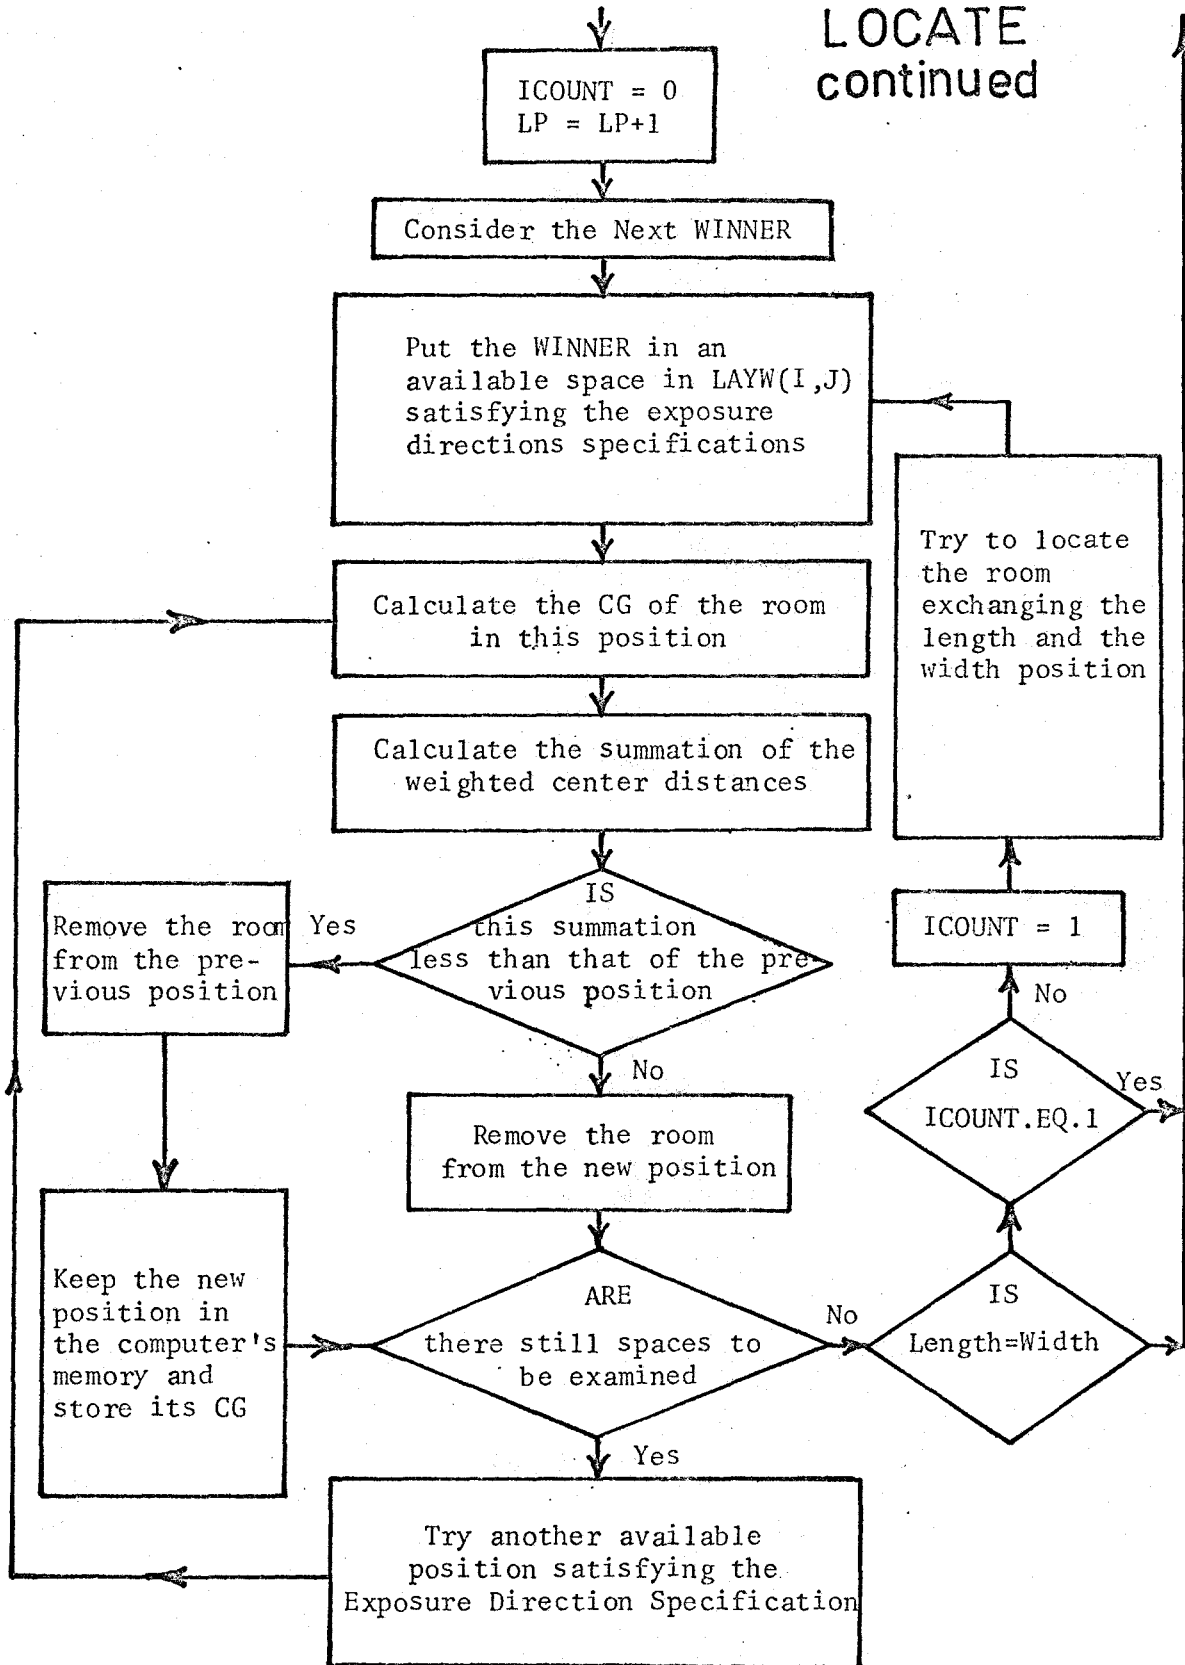 LOCATE
continued
ICOUNT = 0
LP = LP+1
Consider the Next WINNER
Put the WINNER in an
available space in LAYW(I,J)
satisfying the exposure
directions specifications
Try to locate
the room
exchanging the
length and the
width position
Calculate the CG of the room
in this position
Calculate the summation of the
weighted center distances
IS
this summation
less than that of the pre-
vious position
Yes
Remove the room
from the pre-
vious position
ICOUNT = 1
No
IS
ICOUNT.EQ.1
Yes
No
Remove the room
from the new position
Keep the new
position in
the computer's
memory and
store its CG
ARE
there still spaces to
be examined
No
IS
Length=Width
Yes
Try another available
position satisfying the
Exposure Direction Specification